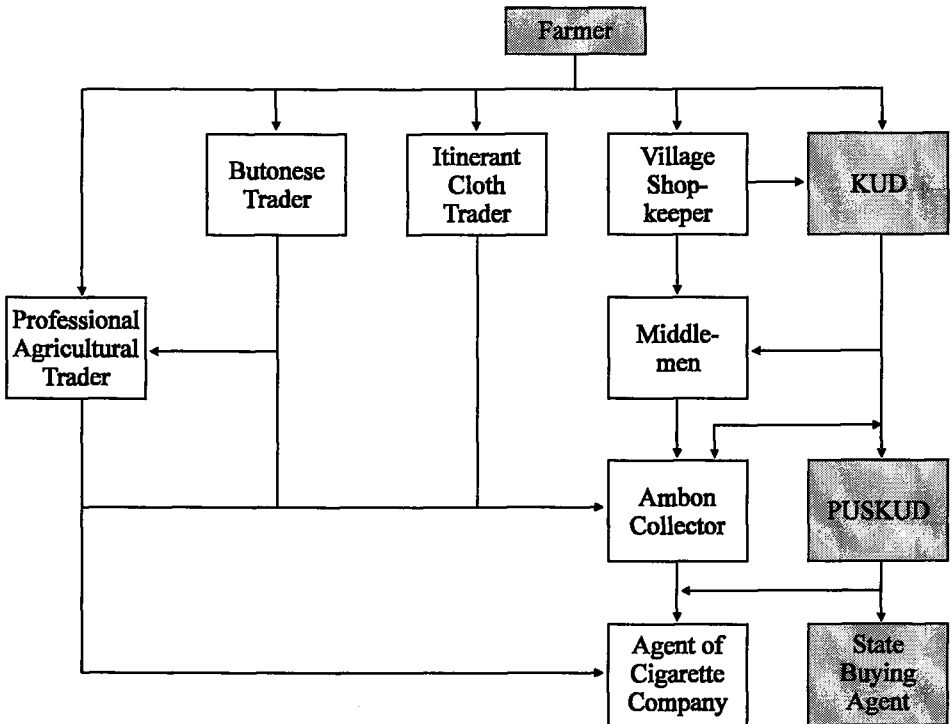 Farmer
Butonese
Trader
Itinerant
Cloth
Trader
Village
Shop-
keeper
KUD
Professional
Agricultural
Trader
Middle-
men
Ambon
Collector
PUSKUD
Agent of
Cigarette
Company
State
Buying
Agent